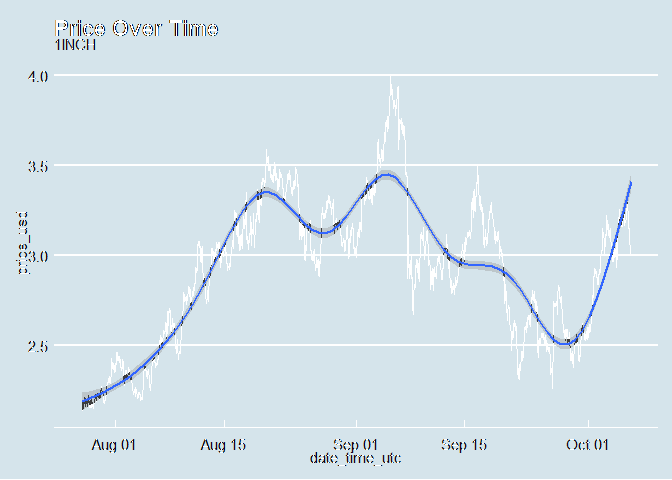 Price Over Time
1INCH
4.0
3.5
3.0
2.5
price_usd
Aug 01 Aug 15 Sep 01 Sep 15 Oct 01
date_time_utc